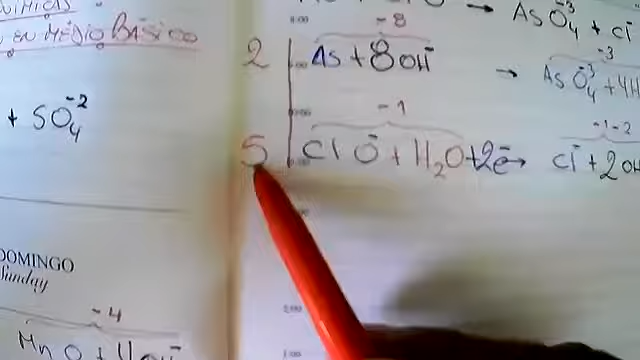 EN MEDIO BÁSICO
+ SO₄⁻²
DOMINGO
Sunday
-4
→ AsO₄⁻³ + Cl
-8
-3
2 As + 8OH⁻ → AsO₄⁻³ + 4H
-1
-1-2
5 ClO⁻ + H₂O + 2e⁻ → Cl⁻ + 2OH